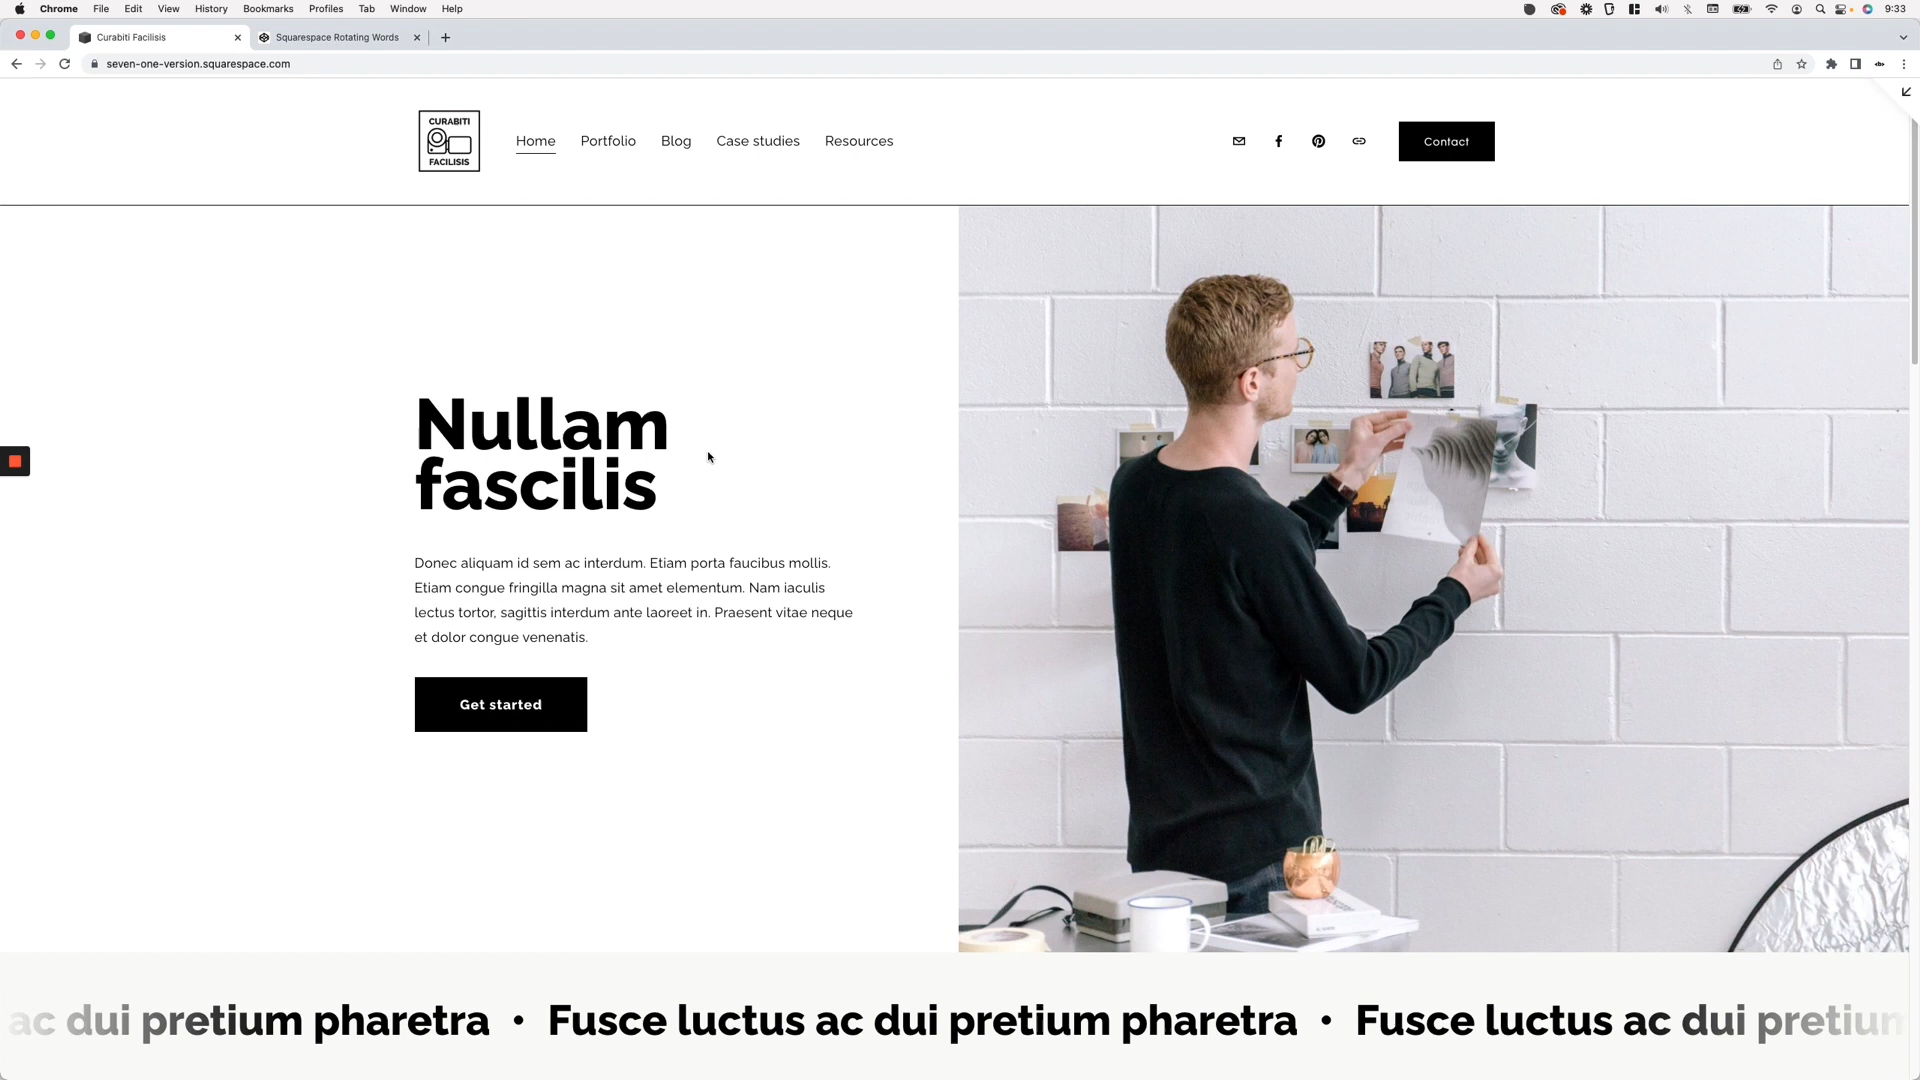 Chrome File Edit View History Bookmarks Profiles Tab Window Help 9:33
Curabiti Facilisis Squarespace Rotating Words
seven-one-version.squarespace.com
CURABITI
FACILISIS
Home Portfolio Blog Case studies Resources Contact
Nullam
fascilis
Donec aliquam id sem ac interdum. Etiam porta faucibus mollis.
Etiam congue fringilla magna sit amet elementum. Nam iaculis
lectus tortor, sagittis interdum ante laoreet in. Praesent vitae neque
et dolor congue venenatis.
Get started
ac dui pretium pharetra • Fusce luctus ac dui pretium pharetra • Fusce luctus ac dui pretium